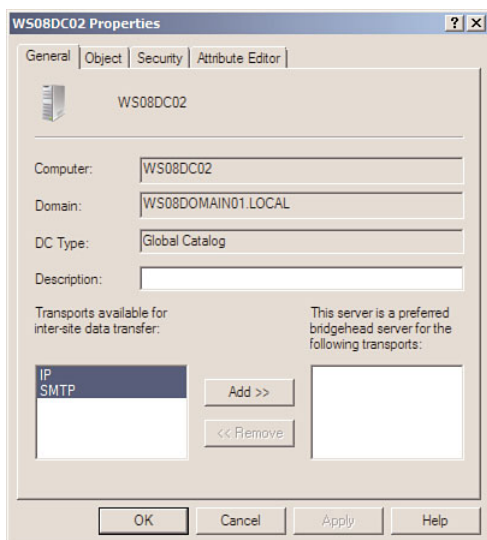 WS08DC02 Properties
? X
General Object Security Attribute Editor
WS08DC02
Computer: WS08DC02
Domain: WS08DOMAIN01.LOCAL
DC Type: Global Catalog
Description:
Transports available for
inter-site data transfer:
This server is a preferred
bridgehead server for the
following transports:
IP
SMTP
Add >>
<< Remove
OK Cancel Apply Help